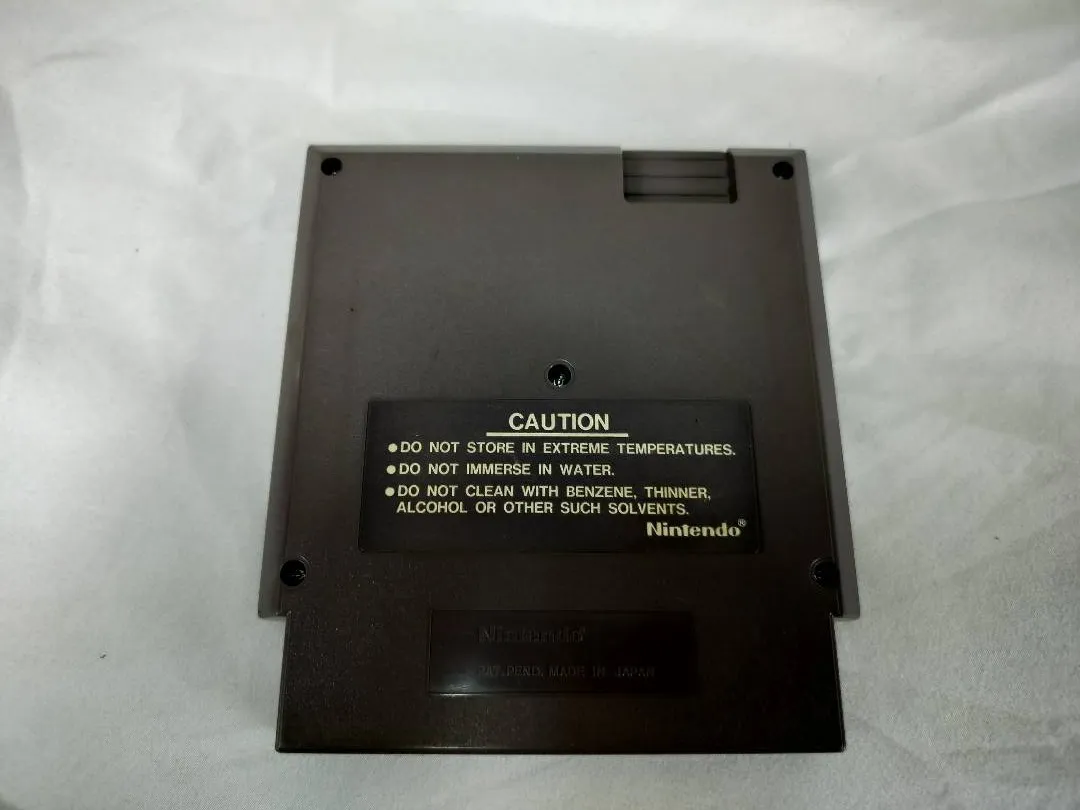 CAUTION
●DO NOT STORE IN EXTREME TEMPERATURES.
●DO NOT IMMERSE IN WATER.
●DO NOT CLEAN WITH BENZENE, THINNER,
ALCOHOL OR OTHER SUCH SOLVENTS.
Nintendo®
Nintendo®
PAT. PEND. MADE IN JAPAN